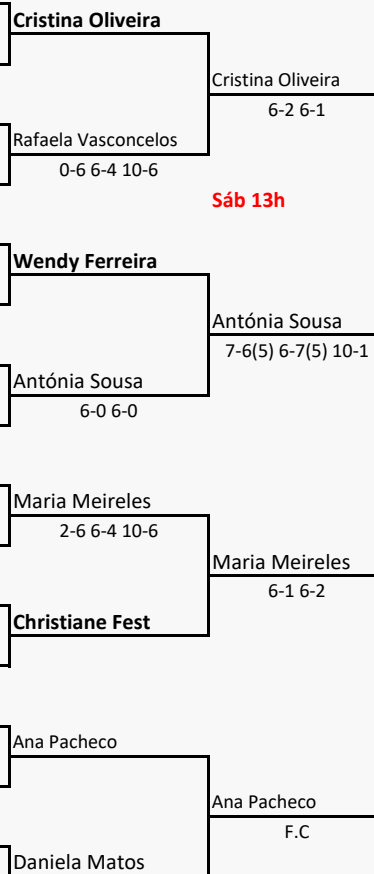 Cristina Oliveira
Cristina Oliveira
6-2 6-1
Rafaela Vasconcelos
0-6 6-4 10-6
Sáb 13h
Wendy Ferreira
Antónia Sousa
7-6(5) 6-7(5) 10-1
Antónia Sousa
6-0 6-0
Maria Meireles
2-6 6-4 10-6
Maria Meireles
6-1 6-2
Christiane Fest
Ana Pacheco
Ana Pacheco
F.C
Daniela Matos